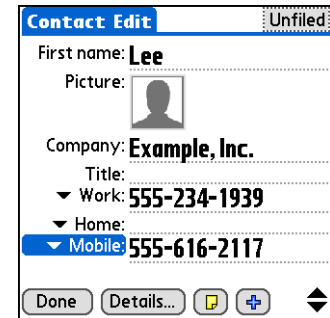 Contact Edit Unfiled
First name: Lee
Picture:
Company: Example, Inc.
Title:
Work: 555-234-1939
Home:
Mobile: 555-616-2117
Done Details...